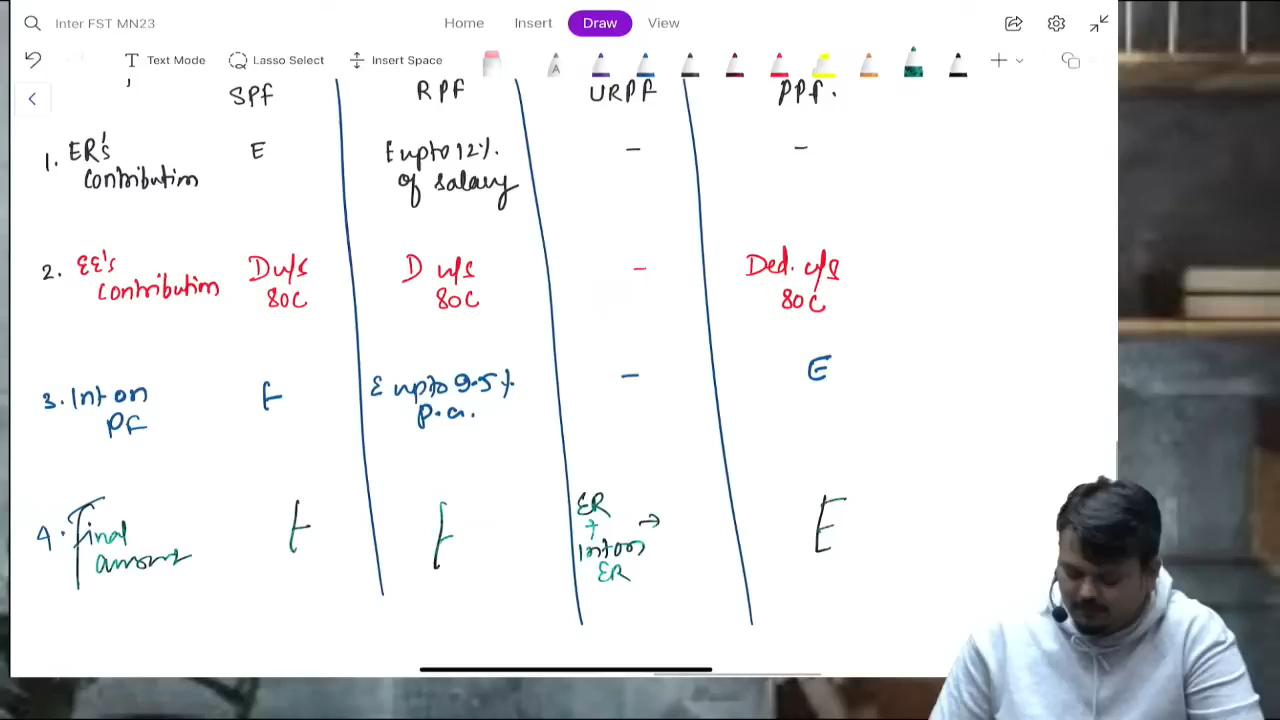 Inter FST MN23
Home Insert Draw View
T Text Mode Lasso Select Insert Space
A
SPf RPF URPF PPf.
1. ER's contribution E E upto 12%. of salary - -
2. EE's contribution D u/s 80C D u/s 80C - Ded. u/s 80C
3. Int on PF E E upto 9.5% p.a. - E
4. Final amount E E ER + Int on ER → E